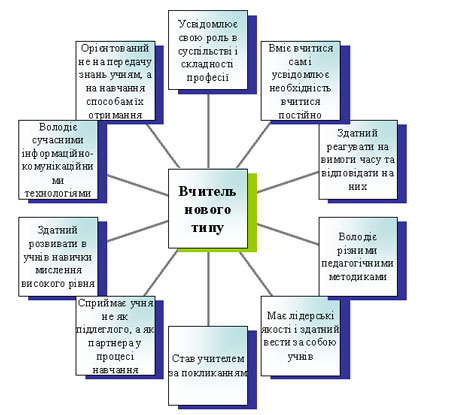 Усвідомлює
свою роль в
суспільстві і
складності
професії
Вміє вчитися
сам і
усвідомлює
необхідність
вчитися
постійно
Здатний
реагувати на
вимоги часу та
відповідати на
них
Володіє
різними
педагогічними
методиками
Має лідерські
якості і здатний
вести за собою
учнів
Став учителем
за покликанням
Сприймає учня
не як
підлеглого, а як
партнера у
процесі
навчання
Здатний
розвивати в
учнів навички
мислення
високого рівня
Володіє
сучасними
інформаційно-
комунікаційни
ми
технологіями
Орієнтований
не на передачу
знань учням, а
на навчання
способам їх
отримання
Вчитель
нового
типу